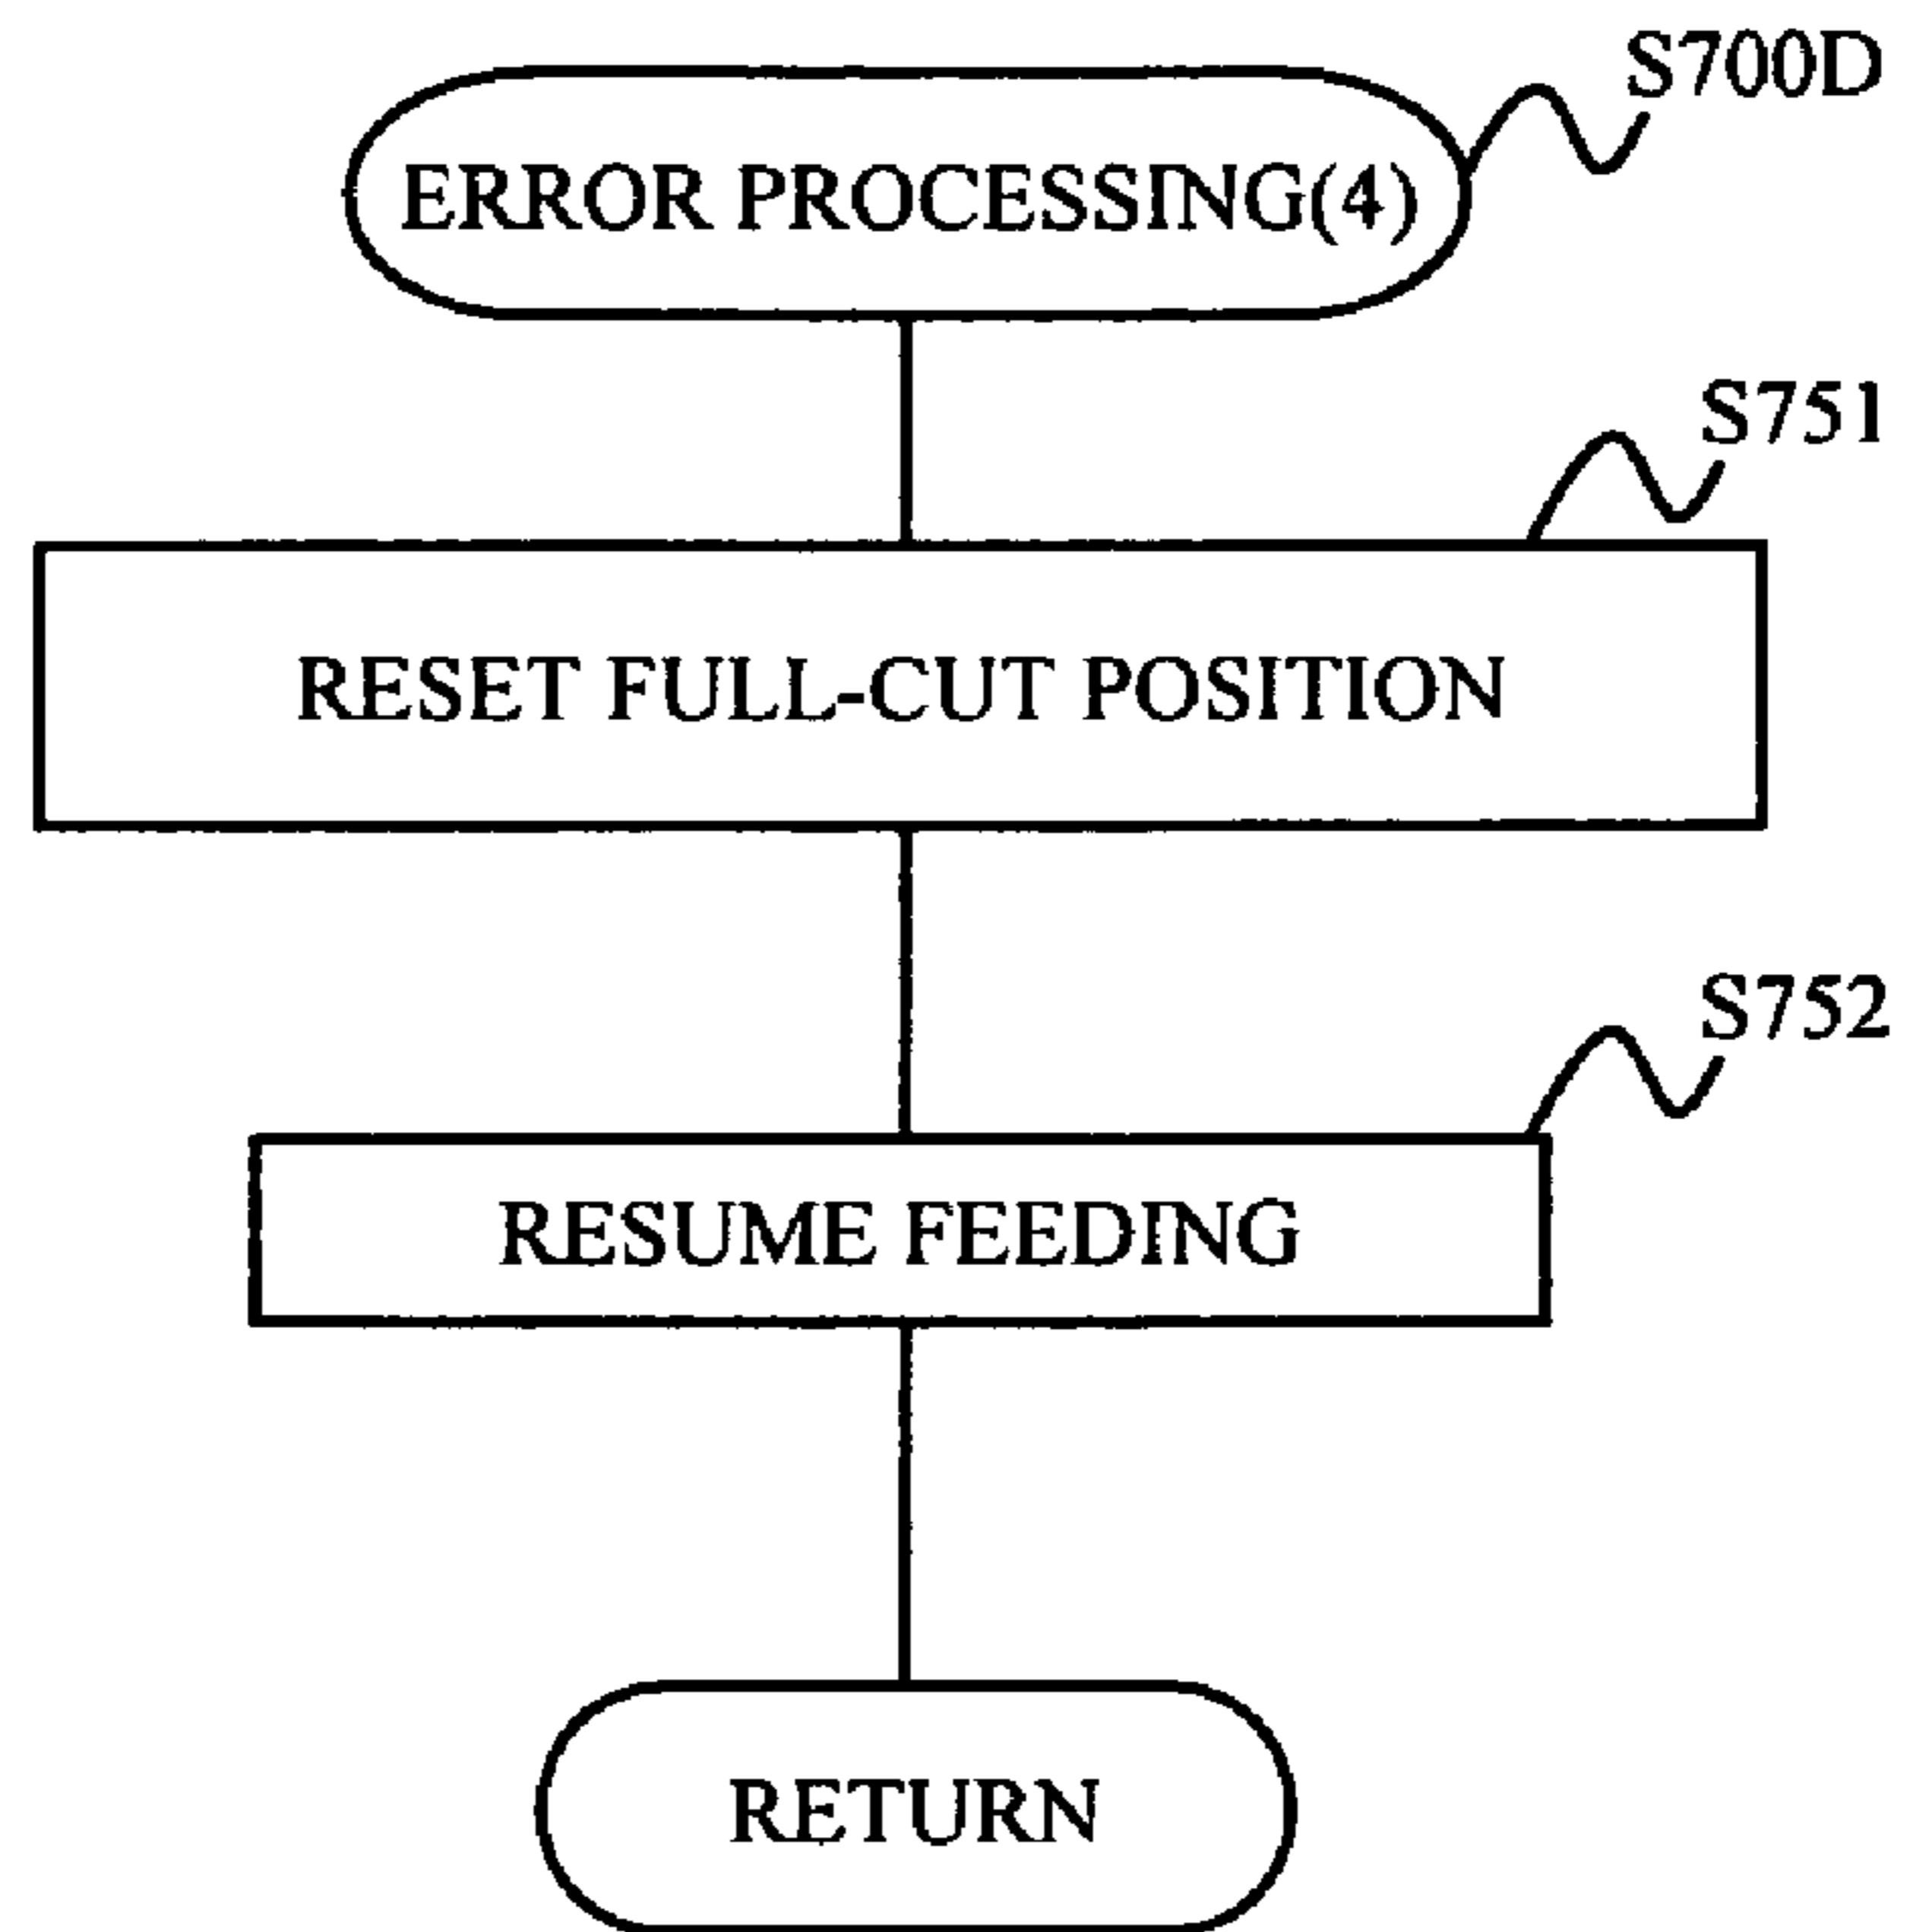 S700D
ERROR PROCESSING(4)
S751
RESET FULL-CUT POSITION
S752
RESUME FEEDING
RETURN